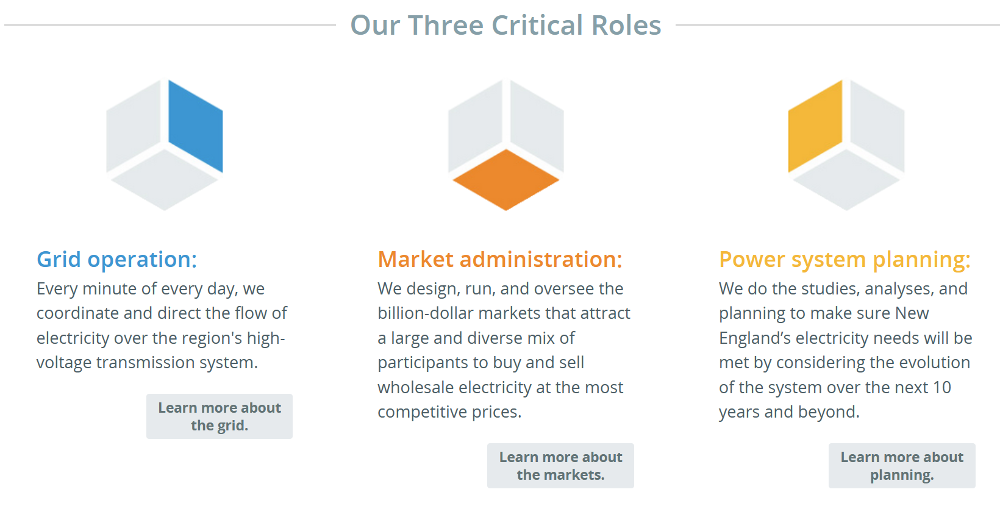 Our Three Critical Roles
Grid operation:
Every minute of every day, we
coordinate and direct the flow of
electricity over the region's high-
voltage transmission system.
Learn more about
the grid.
Market administration:
We design, run, and oversee the
billion-dollar markets that attract
a large and diverse mix of
participants to buy and sell
wholesale electricity at the most
competitive prices.
Learn more about
the markets.
Power system planning:
We do the studies, analyses, and
planning to make sure New
England’s electricity needs will be
met by considering the evolution
of the system over the next 10
years and beyond.
Learn more about
planning.